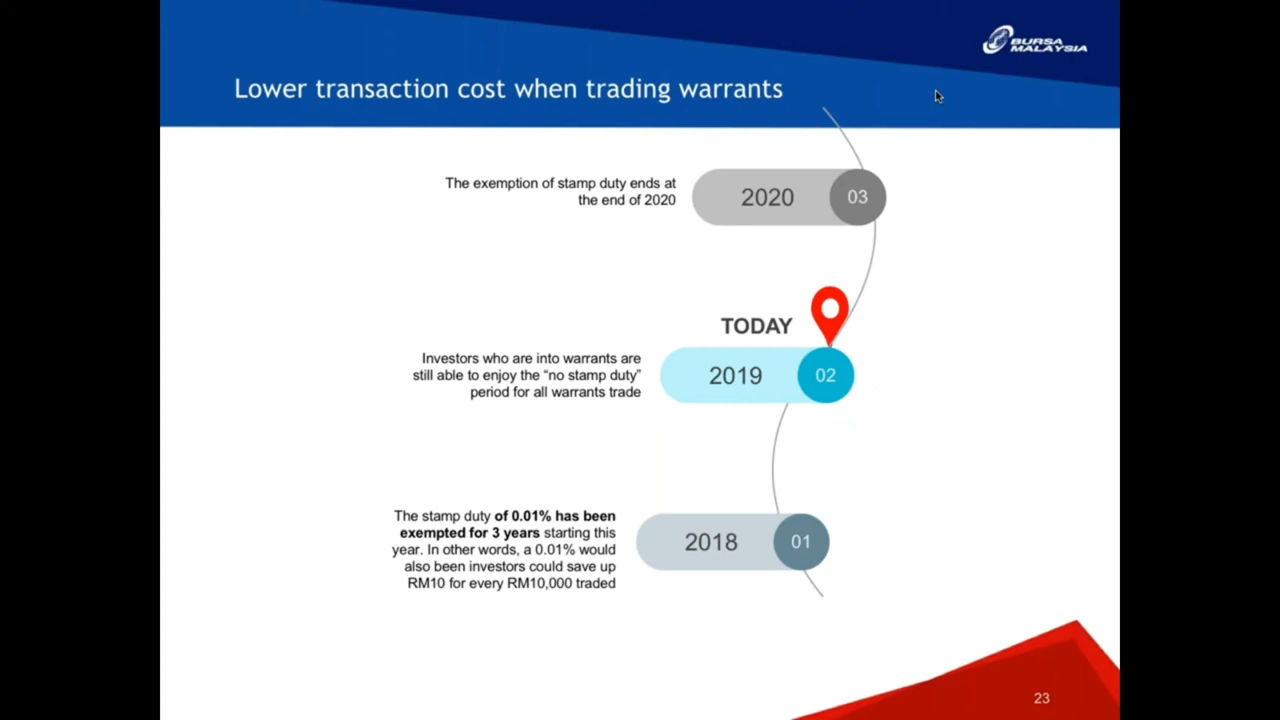 BURSA
MALAYSIA
Lower transaction cost when trading warrants
The exemption of stamp duty ends at
the end of 2020
2020
03
TODAY
Investors who are into warrants are
still able to enjoy the “no stamp duty”
period for all warrants trade
2019
02
The stamp duty of 0.01% has been
exempted for 3 years starting this
year. In other words, a 0.01% would
also been investors could save up
RM10 for every RM10,000 traded
2018
01
23